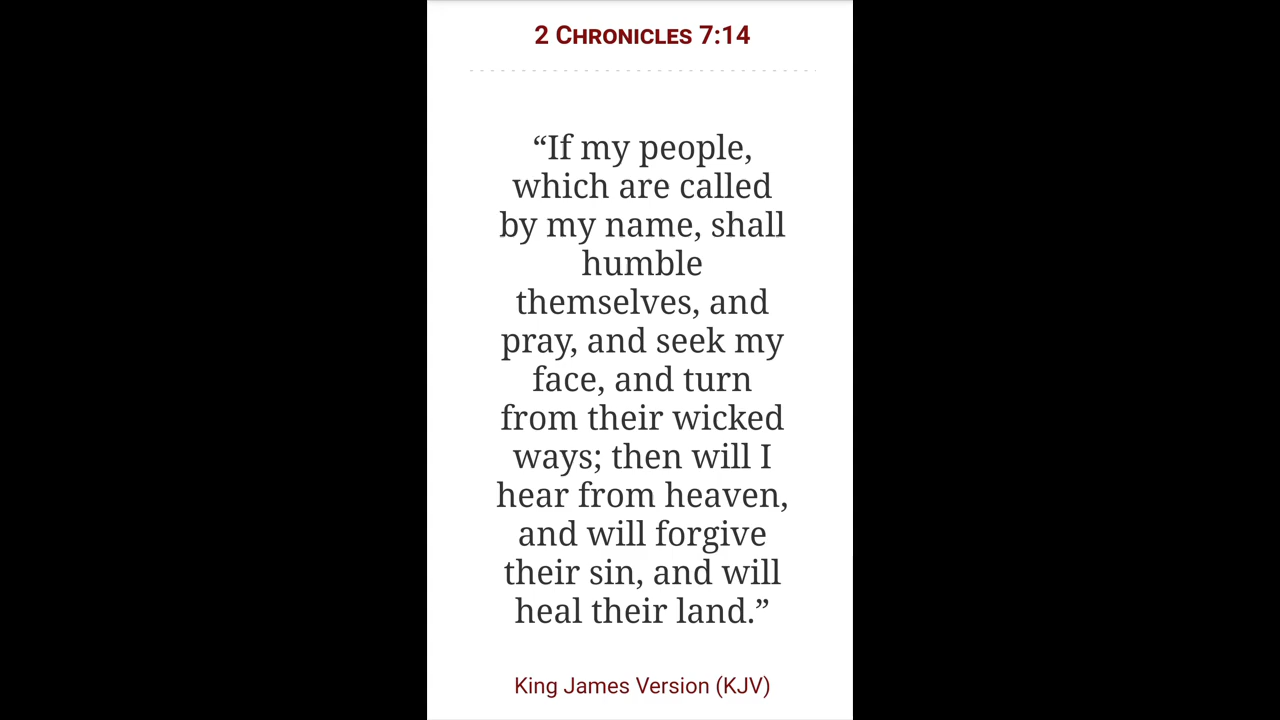 2 Chronicles 7:14
“If my people,
which are called
by my name, shall
humble
themselves, and
pray, and seek my
face, and turn
from their wicked
ways; then will I
hear from heaven,
and will forgive
their sin, and will
heal their land.”
King James Version (KJV)